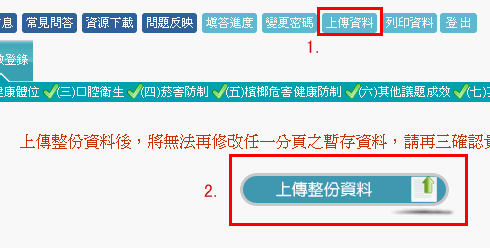 息 常見問答 資源下載 問題反映 填答進度 變更密碼 上傳資料 列印資料 登出
1.
登錄
健康體位 (三)口腔衛生 (四)菸害防制 (五)檳榔危害健康防制 (六)其他議題成效 (七)
上傳整份資料後，將無法再修改任一分頁之暫存資料，請再三確認
2. 上傳整份資料